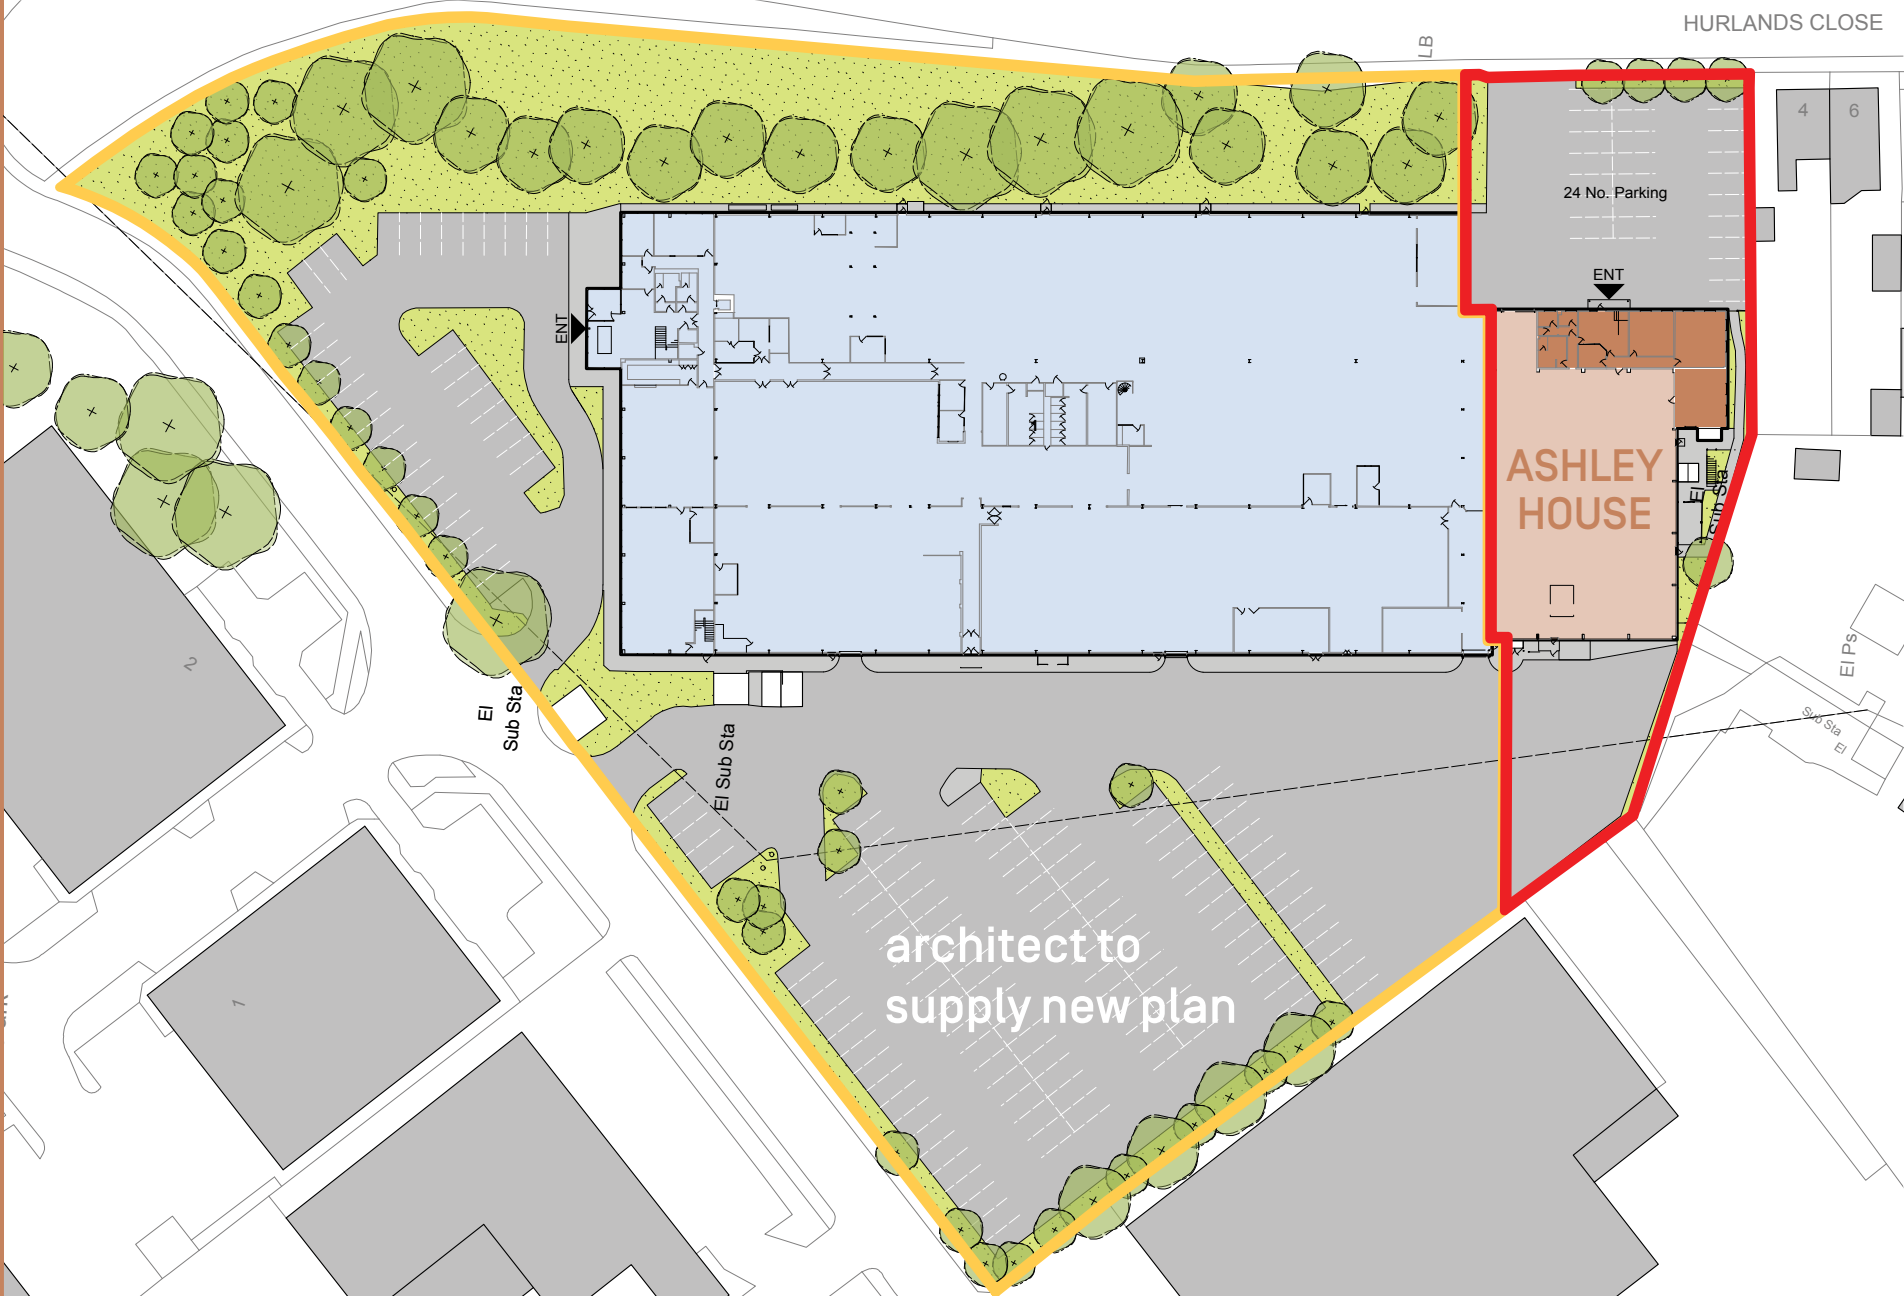 HURLANDS CLOSE
LB
4
6
24 No. Parking
ENT
ENT
ASHLEY
HOUSE
El
Sub Sta
El Ps
2
El
Sub Sta
Sub Sta
El
El Sub Sta
architect to
supply new plan
1